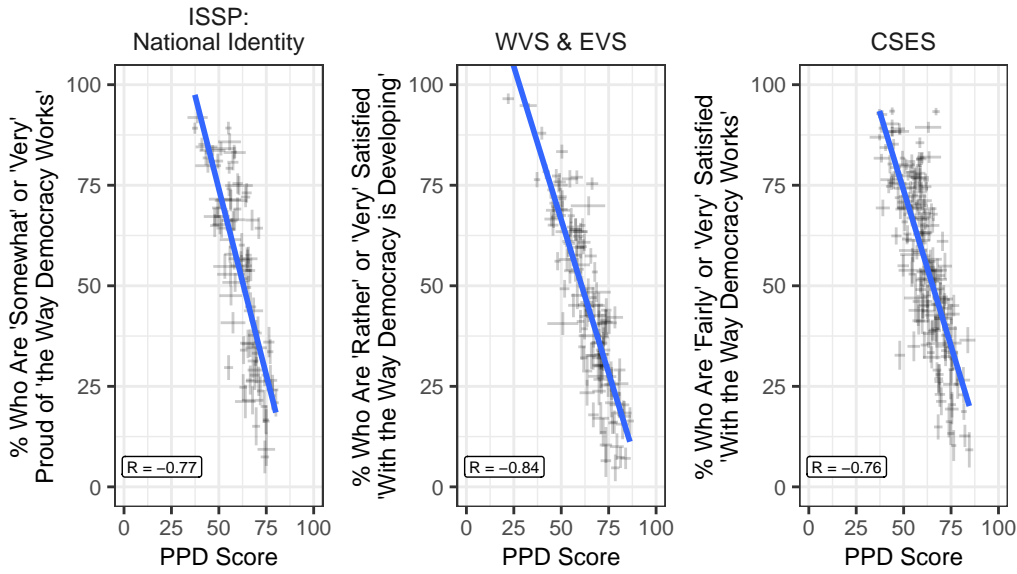 ISSP:
National Identity
% Who Are 'Somewhat' or 'Very'
Proud of 'the Way Democracy Works'
100
75
50
25
0
R = −0.77
0 25 50 75 100
PPD Score
WVS & EVS
% Who Are 'Rather' or 'Very' Satisfied
'With the Way Democracy is Developing'
100
75
50
25
0
R = −0.84
0 25 50 75 100
PPD Score
CSES
% Who Are 'Fairly' or 'Very' Satisfied
'With the Way Democracy Works'
100
75
50
25
0
R = −0.76
0 25 50 75 100
PPD Score